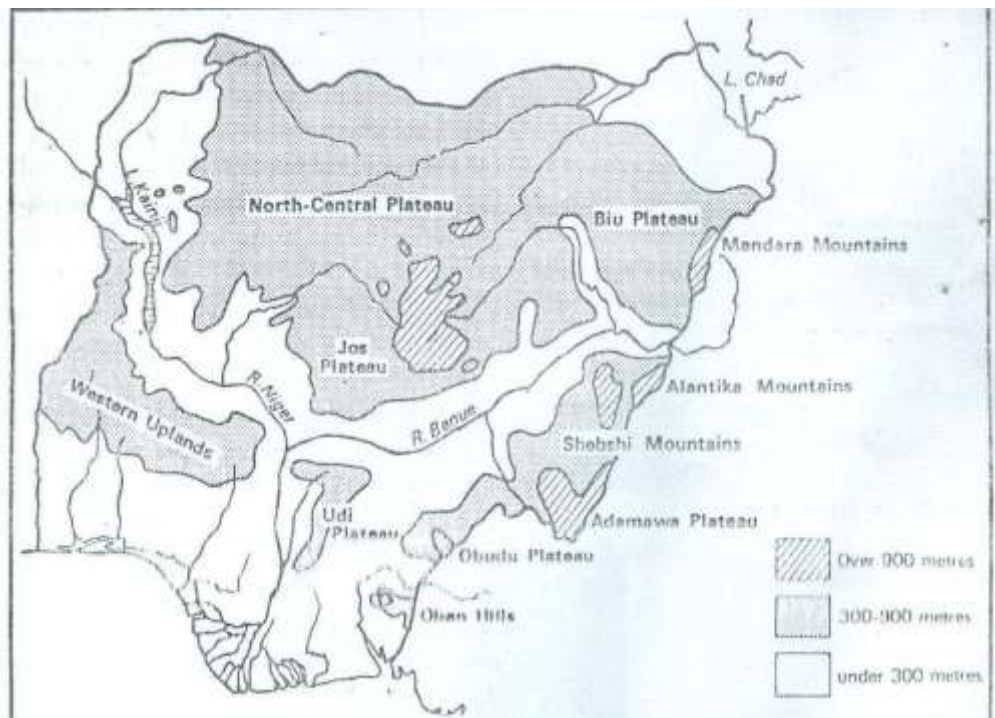 L. Chad
L. Kainji
North-Central Plateau
Biu Plateau
Mandara Mountains
Jos
Plateau
R. Niger
Western Uplands
R. Benue
Alantika Mountains
Shebshi Mountains
Udi
Plateau
Adamawa Plateau
Obudu Plateau
Oban Hills
Over 900 metres
300-900 metres
under 300 metres